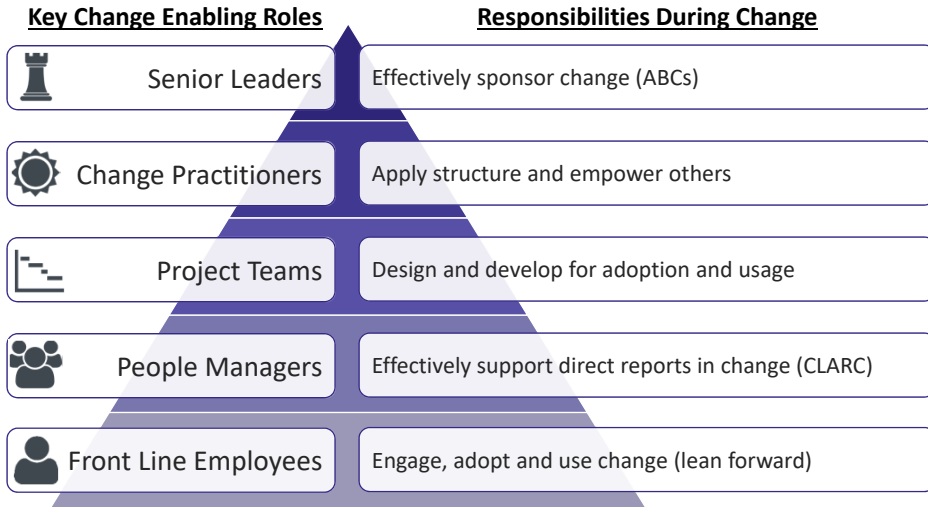 Key Change Enabling Roles
Responsibilities During Change
Senior Leaders
Effectively sponsor change (ABCs)
Change Practitioners
Apply structure and empower others
Project Teams
Design and develop for adoption and usage
People Managers
Effectively support direct reports in change (CLARC)
Front Line Employees
Engage, adopt and use change (lean forward)